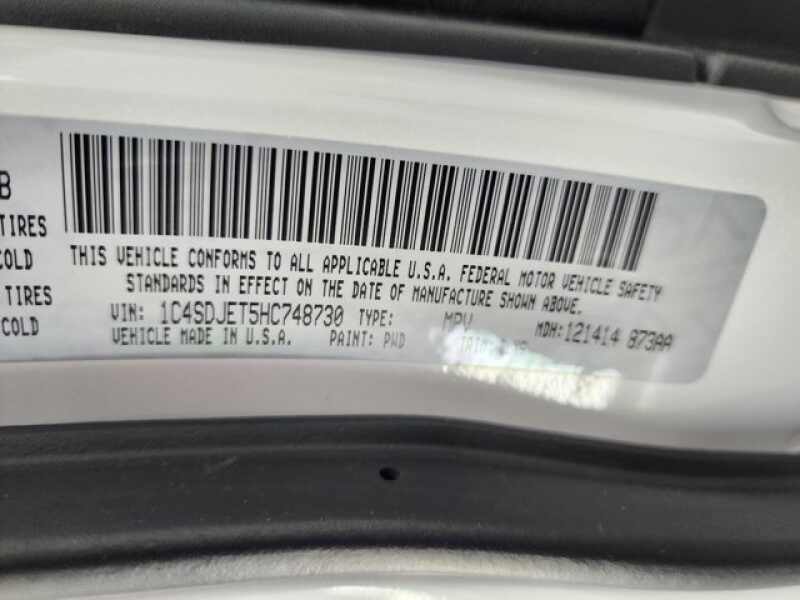 B
TIRES
COLD
TIRES
COLD
THIS VEHICLE CONFORMS TO ALL APPLICABLE U.S.A. FEDERAL MOTOR VEHICLE SAFETY
STANDARDS IN EFFECT ON THE DATE OF MANUFACTURE SHOWN ABOVE.
VIN: 1C4SDJET5HC748730 TYPE: MPV MDH:121414 873AA
VEHICLE MADE IN U.S.A. PAINT: PWD